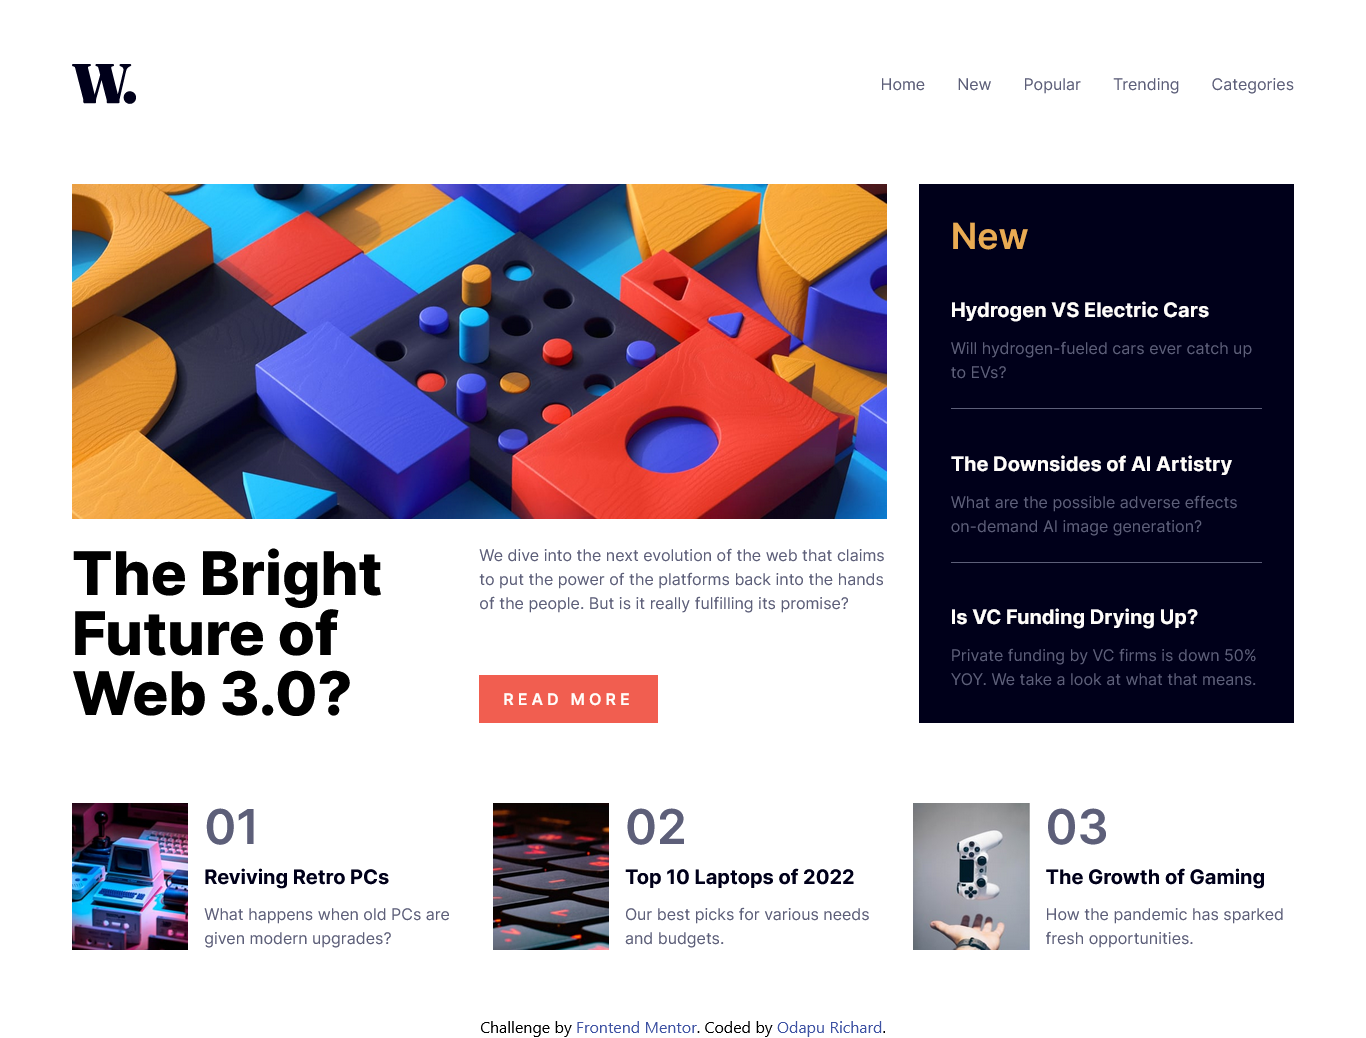 W.
Home New Popular Trending Categories
The Bright
Future of
Web 3.0?
We dive into the next evolution of the web that claims
to put the power of the platforms back into the hands
of the people. But is it really fulfilling its promise?
READ MORE
New
Hydrogen VS Electric Cars
Will hydrogen-fueled cars ever catch up
to EVs?
The Downsides of AI Artistry
What are the possible adverse effects
on-demand AI image generation?
Is VC Funding Drying Up?
Private funding by VC firms is down 50%
YOY. We take a look at what that means.
01
Reviving Retro PCs
What happens when old PCs are
given modern upgrades?
02
Top 10 Laptops of 2022
Our best picks for various needs
and budgets.
03
The Growth of Gaming
How the pandemic has sparked
fresh opportunities.
Challenge by Frontend Mentor. Coded by Odapu Richard.